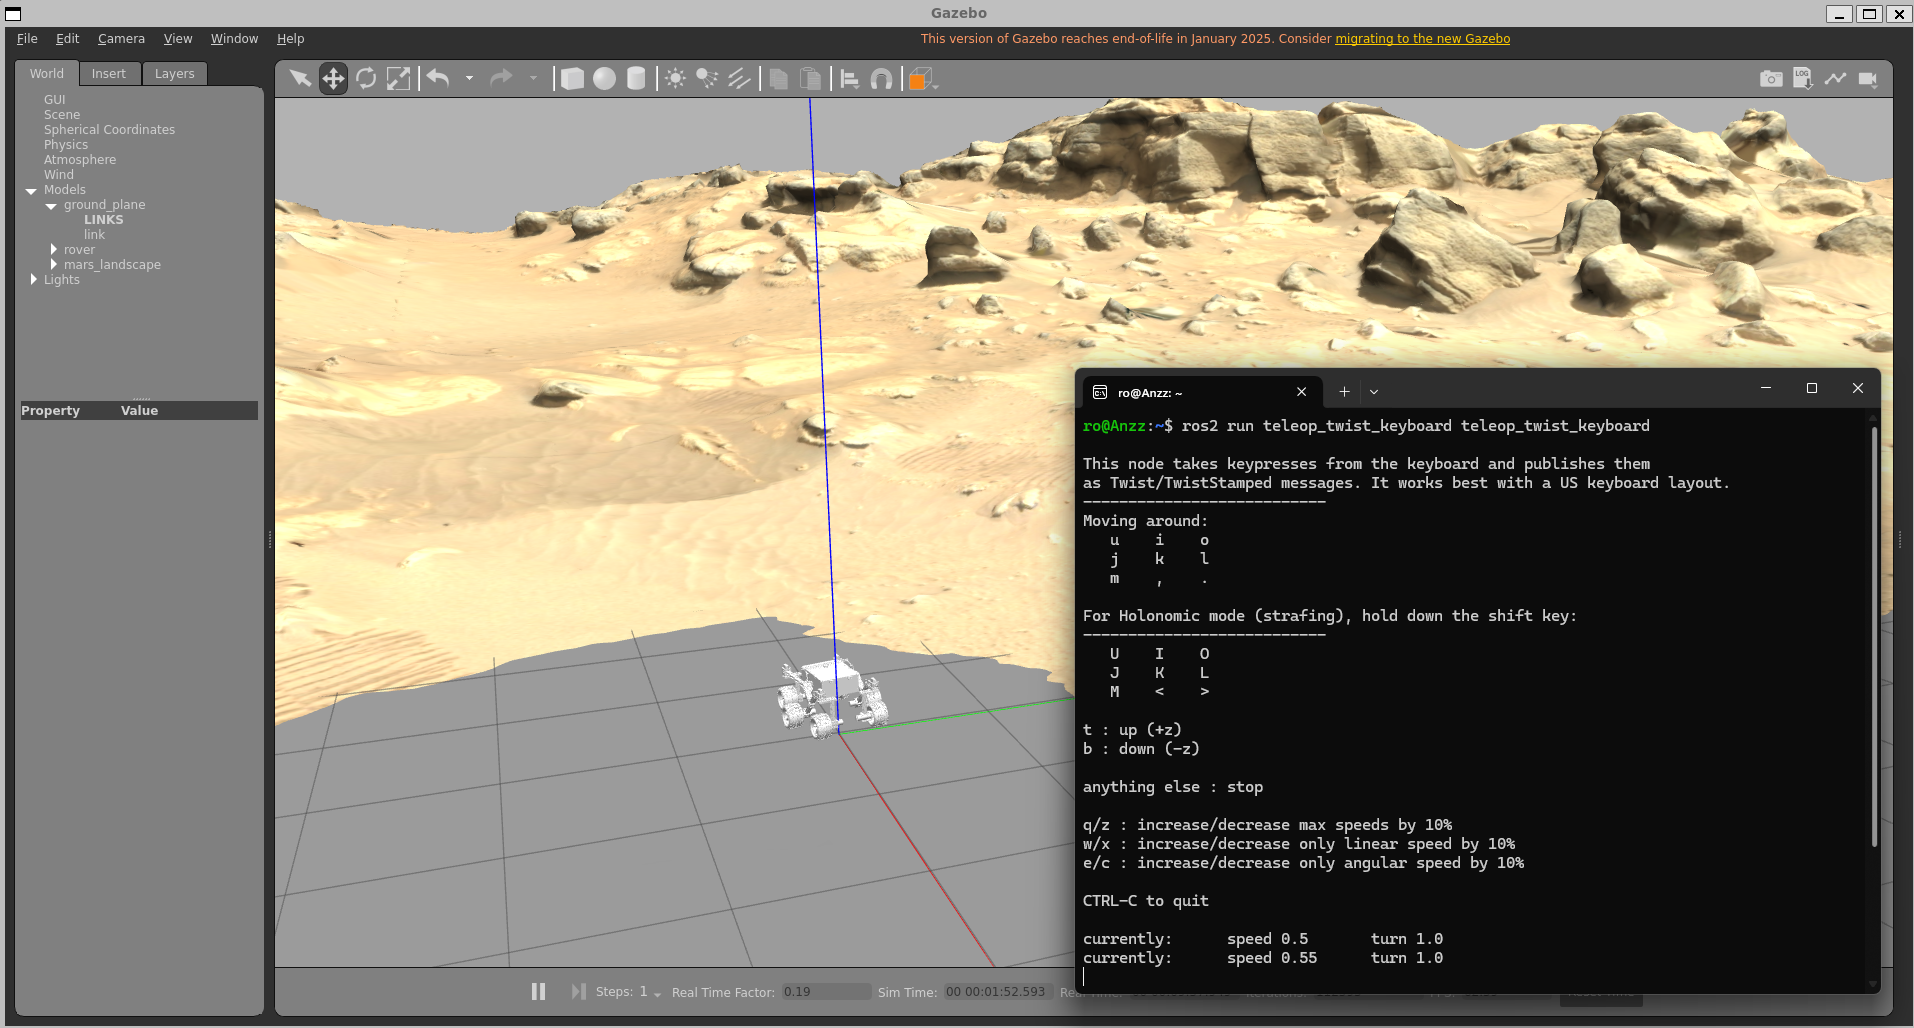 Gazebo
File Edit Camera View Window Help
This version of Gazebo reaches end-of-life in January 2025. Consider migrating to the new Gazebo
World Insert Layers
GUI
Scene
Spherical Coordinates
Physics
Atmosphere
Wind
Models
ground_plane
LINKS
link
rover
mars_landscape
Lights
Property Value
LOG
ro@Anzz: ~
ro@Anzz:~$ ros2 run teleop_twist_keyboard teleop_twist_keyboard
This node takes keypresses from the keyboard and publishes them
as Twist/TwistStamped messages. It works best with a US keyboard layout.
---------------------------
Moving around:
u i o
j k l
m , .
For Holonomic mode (strafing), hold down the shift key:
---------------------------
U I O
J K L
M < >
t : up (+z)
b : down (-z)
anything else : stop
q/z : increase/decrease max speeds by 10%
w/x : increase/decrease only linear speed by 10%
e/c : increase/decrease only angular speed by 10%
CTRL-C to quit
currently: speed 0.5 turn 1.0
currently: speed 0.55 turn 1.0
Steps: 1 Real Time Factor: 0.19 Sim Time: 00 00:01:52.593